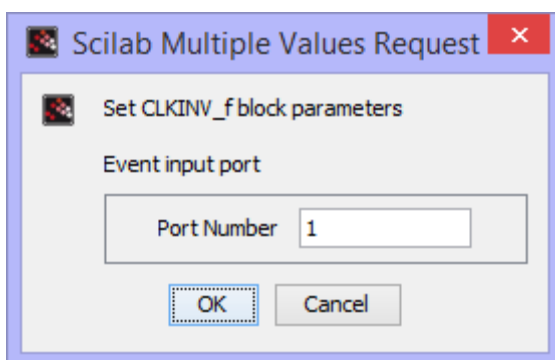 Scilab Multiple Values Request
Set CLKINV_f block parameters
Event input port
Port Number 1
OK Cancel